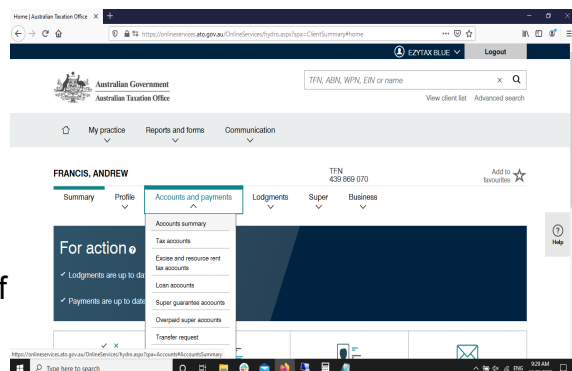 Home | Australian Taxation Office
https://onlineservices.ato.gov.au/OnlineServices/hydro.aspx?spa=ClientSummary#home
EZYTAX BLUE
Logout
Australian Government
Australian Taxation Office
TFN, ABN, WPN, EIN or name
View client list
Advanced search
My practice
Reports and forms
Communication
FRANCIS, ANDREW
TFN
439 869 070
Add to favourites
Summary
Profile
Accounts and payments
Lodgments
Super
Business
Accounts summary
Tax accounts
Excise and resource rent
tax accounts
Loan accounts
Super guarantee accounts
Overpaid super accounts
Transfer request
For action
Lodgments are up to da
Payments are up to date
f
Help
https://onlineservices.ato.gov.au/OnlineServices/hydro.aspx?spa=Accounts#AccountsSummary
Type here to search
ENG
9:29 AM